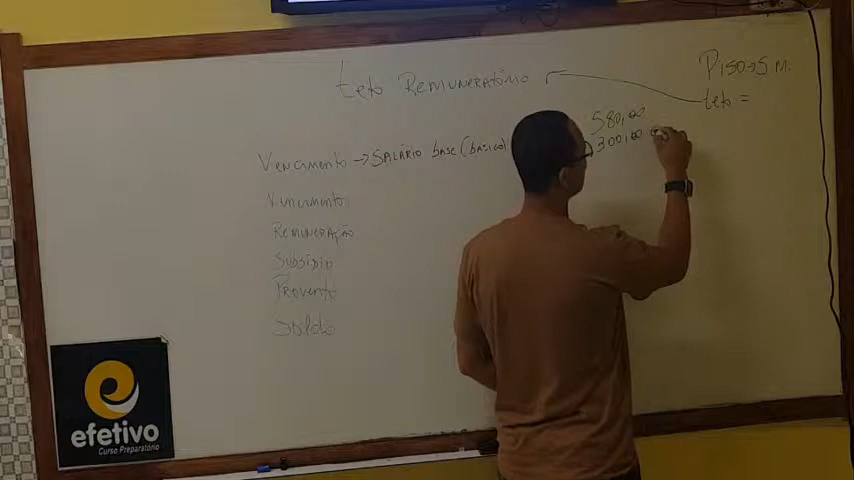 teto Remuneratório
Piso → S.M.
teto =
580,00
Vencimento → Salário base (básico)
300,00
Vencimentos
Remuneração
Subsídio
Provento
Soldo
efetivo
Curso Preparatório